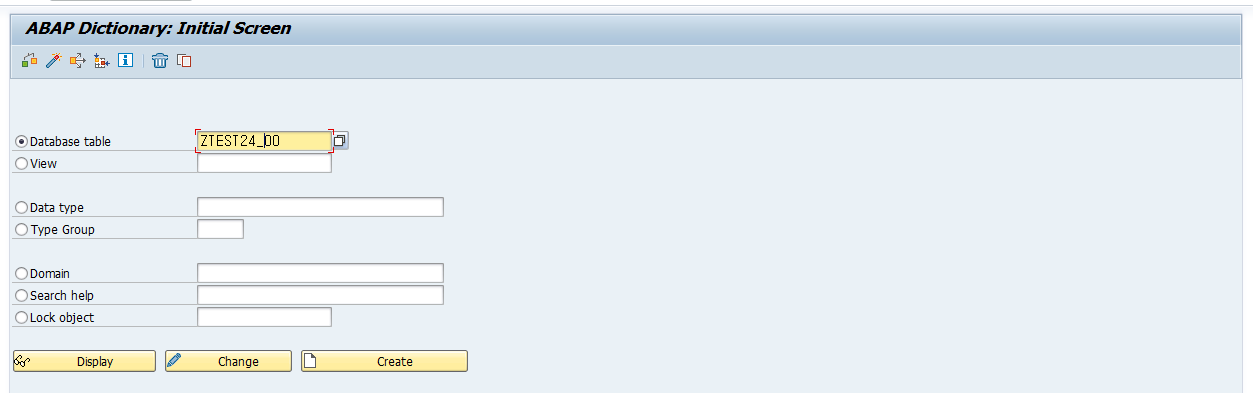 ABAP Dictionary: Initial Screen
Database table ZTEST24_00
View
Data type
Type Group
Domain
Search help
Lock object
Display Change Create